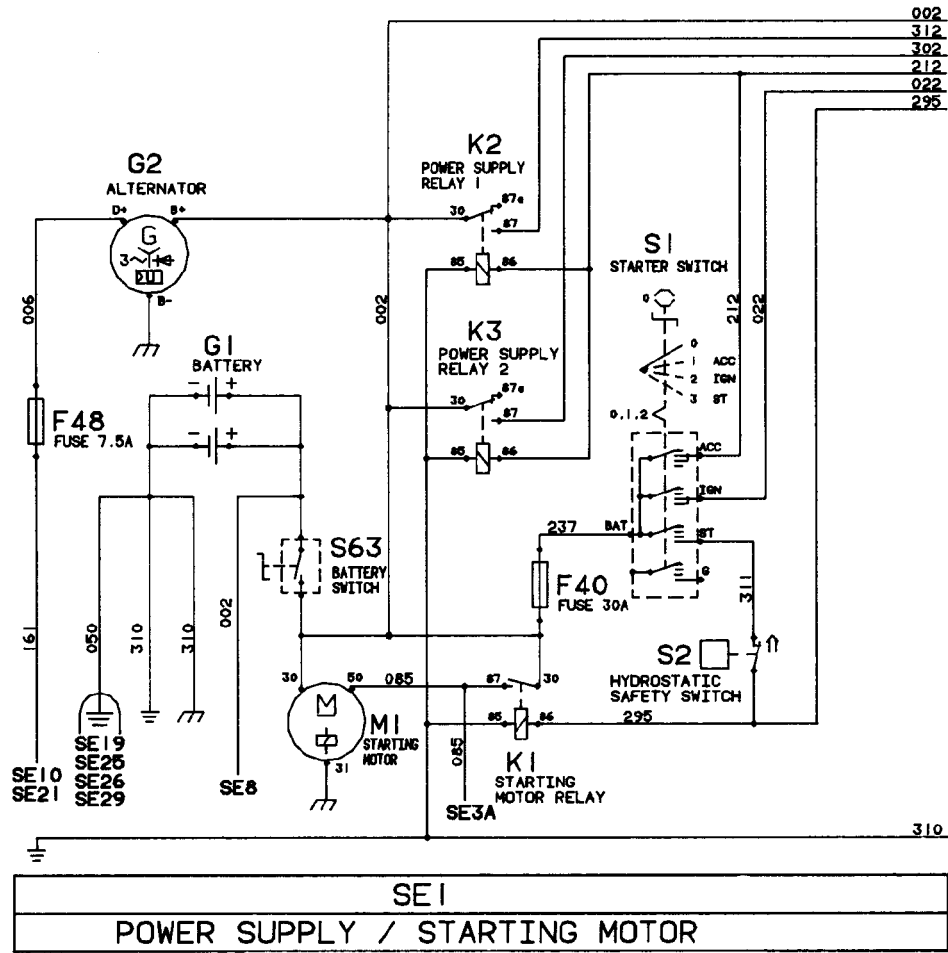 002
312
302
212
022
295
K2
POWER SUPPLY
RELAY 1
G2
ALTERNATOR
D+
B+
G
3
B-
30
87a
87
85
86
S1
STARTER SWITCH
0
006
002
212
022
K3
POWER SUPPLY
RELAY 2
G1
BATTERY
- +
- +
30
87a
87
85
86
0
1 ACC
2 IGN
3 ST
0.1.2
F48
FUSE 7.5A
ACC
IGN
237
BAT
ST
G
S63
BATTERY
SWITCH
F40
FUSE 30A
311
161
050
310
310
002
S2
HYDROSTATIC
SAFETY SWITCH
30
50
085
87
30
M
M1
STARTING
MOTOR
31
85
86
295
085
K1
STARTING
MOTOR RELAY
SE10
SE21
SE19
SE25
SE26
SE29
SE8
SE3A
310
SE1
POWER SUPPLY / STARTING MOTOR